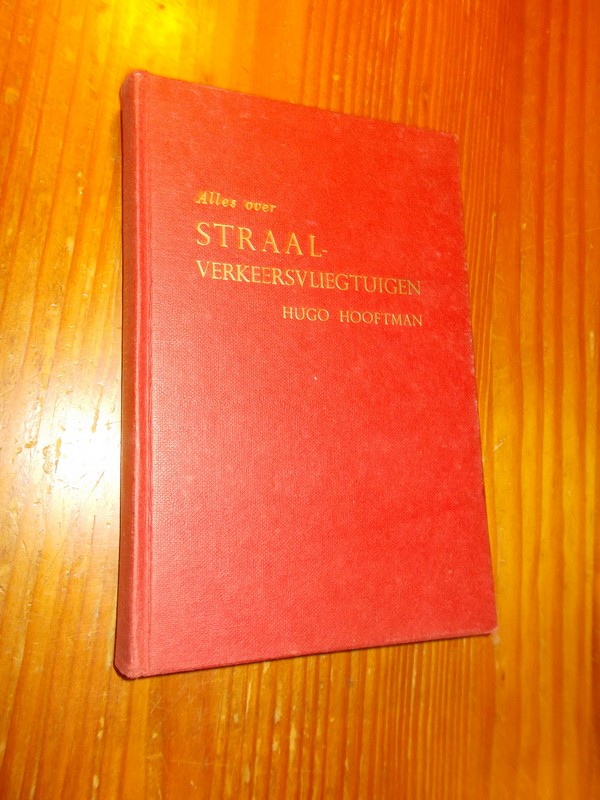 Alles over
STRAAL-
VERKEERSVLIEGTUIGEN
HUGO HOOFTMAN